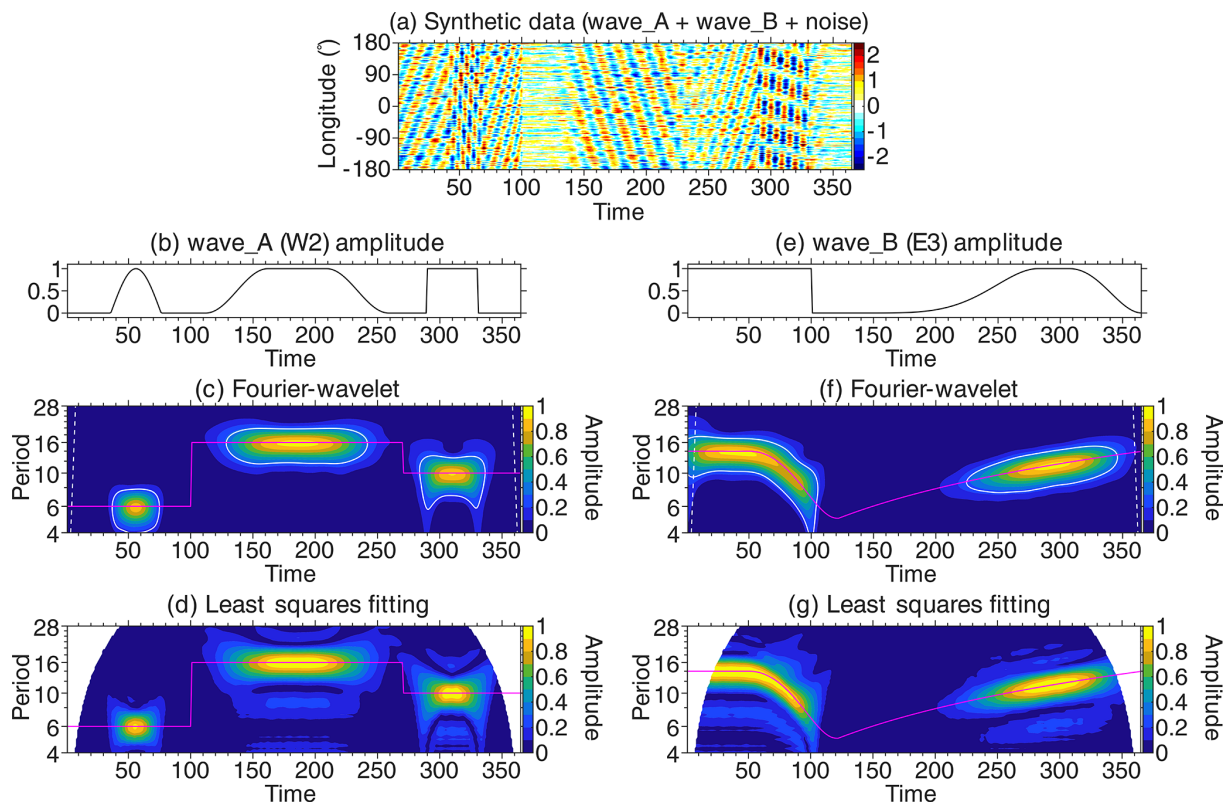 (a) Synthetic data (wave_A + wave_B + noise)
Longitude (°)
180
90
0
-90
-180
50 100 150 200 250 300 350
Time
2
1
0
-1
-2
(b) wave_A (W2) amplitude
1
0.5
0
50 100 150 200 250 300 350
Time
(e) wave_B (E3) amplitude
1
0.5
0
50 100 150 200 250 300 350
Time
(c) Fourier-wavelet
Period
28
16
10
6
4
50 100 150 200 250 300 350
Time
1
0.8
0.6
0.4
0.2
0
Amplitude
(f) Fourier-wavelet
Period
28
16
10
6
4
50 100 150 200 250 300 350
Time
1
0.8
0.6
0.4
0.2
0
Amplitude
(d) Least squares fitting
Period
28
16
10
6
4
50 100 150 200 250 300 350
Time
1
0.8
0.6
0.4
0.2
0
Amplitude
(g) Least squares fitting
Period
28
16
10
6
4
50 100 150 200 250 300 350
Time
1
0.8
0.6
0.4
0.2
0
Amplitude